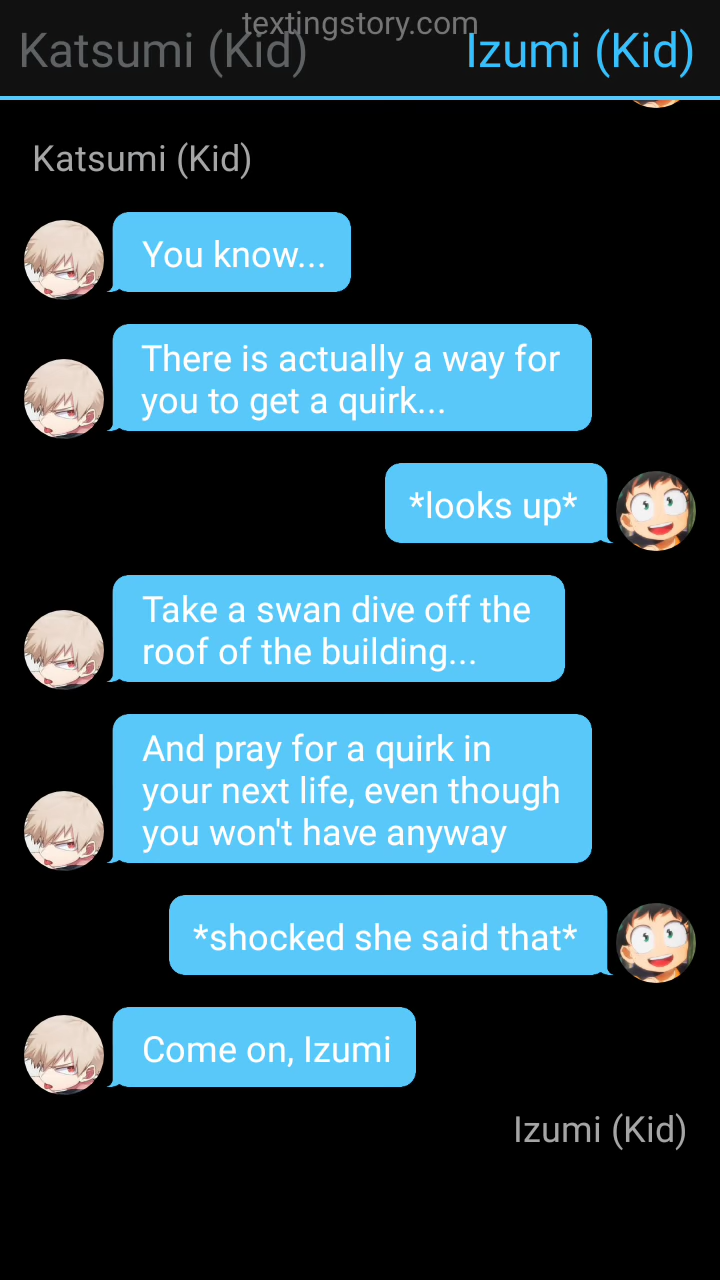 textingstory.com
Katsumi (Kid)
Izumi (Kid)
Katsumi (Kid)
You know...
There is actually a way for
you to get a quirk...
*looks up*
Take a swan dive off the
roof of the building...
And pray for a quirk in
your next life, even though
you won't have anyway
*shocked she said that*
Come on, Izumi
Izumi (Kid)